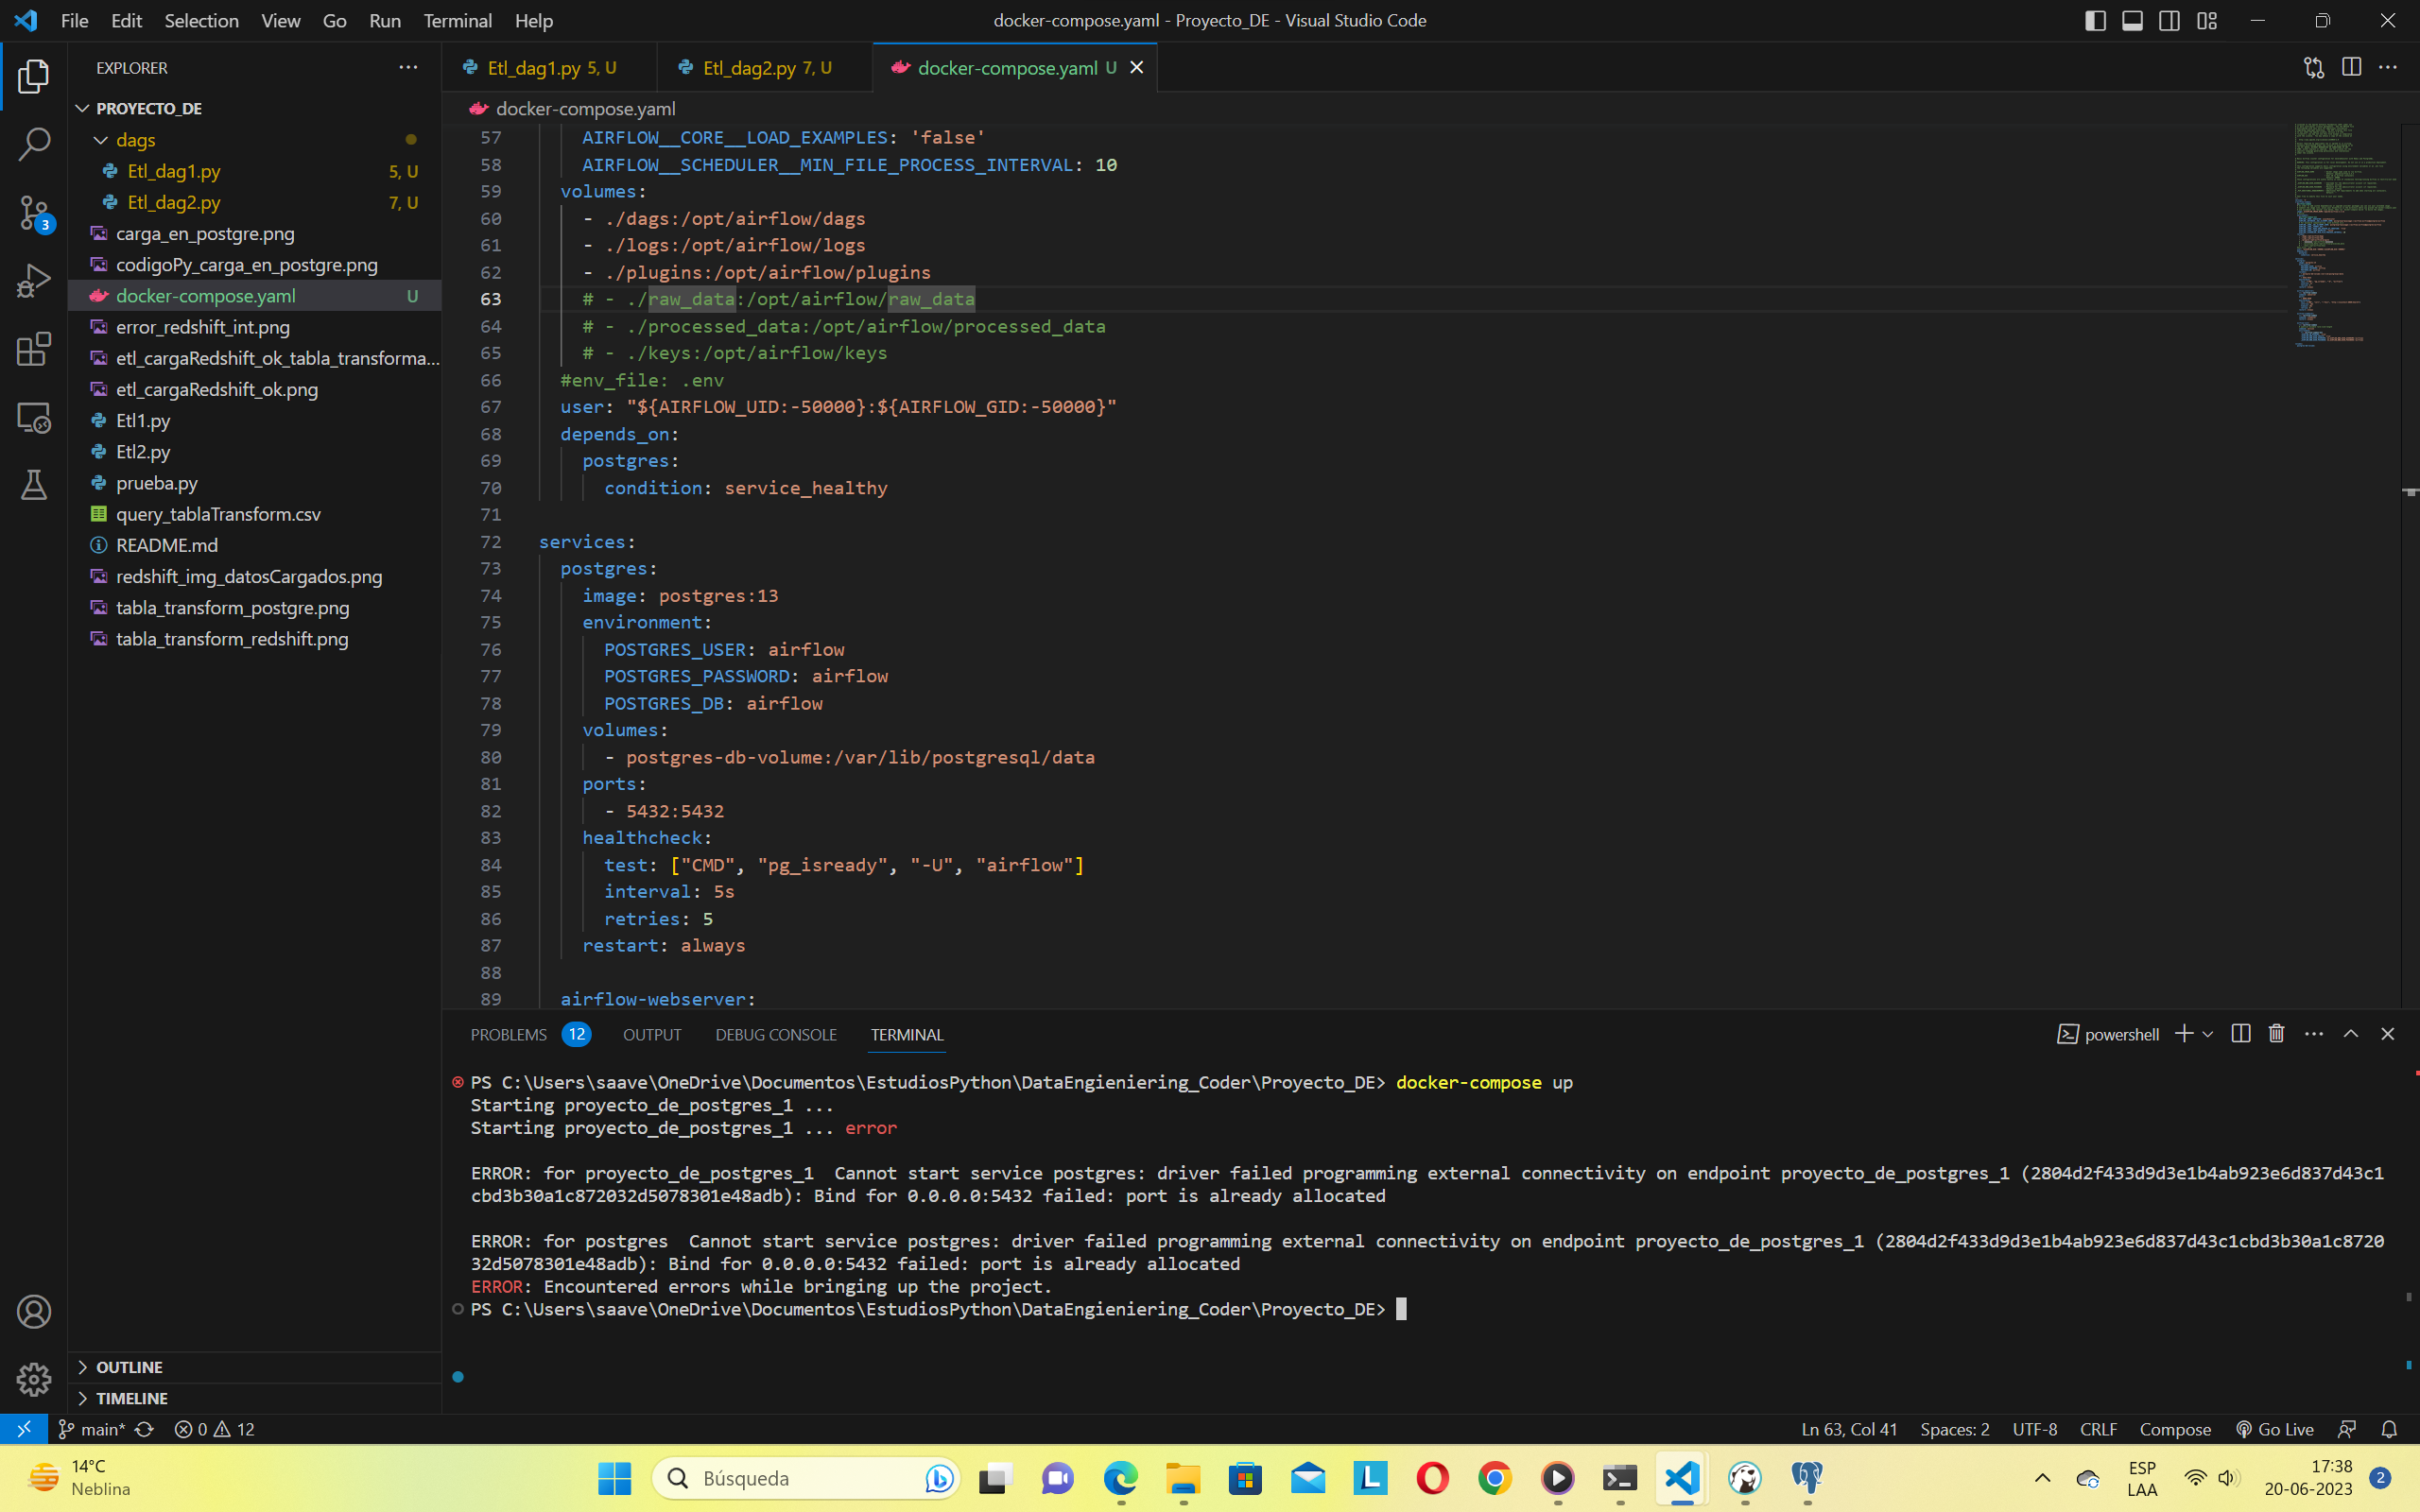 File Edit Selection View Go Run Terminal Help
docker-compose.yaml - Proyecto_DE - Visual Studio Code
EXPLORER
PROYECTO_DE
dags
Etl_dag1.py 5, U
Etl_dag2.py 7, U
carga_en_postgre.png
codigoPy_carga_en_postgre.png
docker-compose.yaml U
error_redshift_int.png
etl_cargaRedshift_ok_tabla_transforma...
etl_cargaRedshift_ok.png
Etl1.py
Etl2.py
prueba.py
query_tablaTransform.csv
README.md
redshift_img_datosCargados.png
tabla_transform_postgre.png
tabla_transform_redshift.png
OUTLINE
TIMELINE
3
Etl_dag1.py 5, U
Etl_dag2.py 7, U
docker-compose.yaml U
docker-compose.yaml
57 AIRFLOW__CORE__LOAD_EXAMPLES: 'false'
58 AIRFLOW__SCHEDULER__MIN_FILE_PROCESS_INTERVAL: 10
59 volumes:
60 - ./dags:/opt/airflow/dags
61 - ./logs:/opt/airflow/logs
62 - ./plugins:/opt/airflow/plugins
63 # - ./raw_data:/opt/airflow/raw_data
64 # - ./processed_data:/opt/airflow/processed_data
65 # - ./keys:/opt/airflow/keys
66 #env_file: .env
67 user: "${AIRFLOW_UID:-50000}:${AIRFLOW_GID:-50000}"
68 depends_on:
69 postgres:
70 condition: service_healthy
71
72 services:
73 postgres:
74 image: postgres:13
75 environment:
76 POSTGRES_USER: airflow
77 POSTGRES_PASSWORD: airflow
78 POSTGRES_DB: airflow
79 volumes:
80 - postgres-db-volume:/var/lib/postgresql/data
81 ports:
82 - 5432:5432
83 healthcheck:
84 test: ["CMD", "pg_isready", "-U", "airflow"]
85 interval: 5s
86 retries: 5
87 restart: always
88
89 airflow-webserver:
PROBLEMS 12 OUTPUT DEBUG CONSOLE TERMINAL
powershell
PS C:\Users\saave\OneDrive\Documentos\EstudiosPython\DataEngieniering_Coder\Proyecto_DE> docker-compose up
Starting proyecto_de_postgres_1 ...
Starting proyecto_de_postgres_1 ... error
ERROR: for proyecto_de_postgres_1  Cannot start service postgres: driver failed programming external connectivity on endpoint proyecto_de_postgres_1 (2804d2f433d9d3e1b4ab923e6d837d43c1
cbd3b30a1c872032d5078301e48adb): Bind for 0.0.0.0:5432 failed: port is already allocated
ERROR: for postgres  Cannot start service postgres: driver failed programming external connectivity on endpoint proyecto_de_postgres_1 (2804d2f433d9d3e1b4ab923e6d837d43c1cbd3b30a1c8720
32d5078301e48adb): Bind for 0.0.0.0:5432 failed: port is already allocated
ERROR: Encountered errors while bringing up the project.
PS C:\Users\saave\OneDrive\Documentos\EstudiosPython\DataEngieniering_Coder\Proyecto_DE>
main* 0 12
Ln 63, Col 41 Spaces: 2 UTF-8 CRLF Compose Go Live
14°C
Neblina
Búsqueda
L
ESP
LAA
17:38
20-06-2023
2